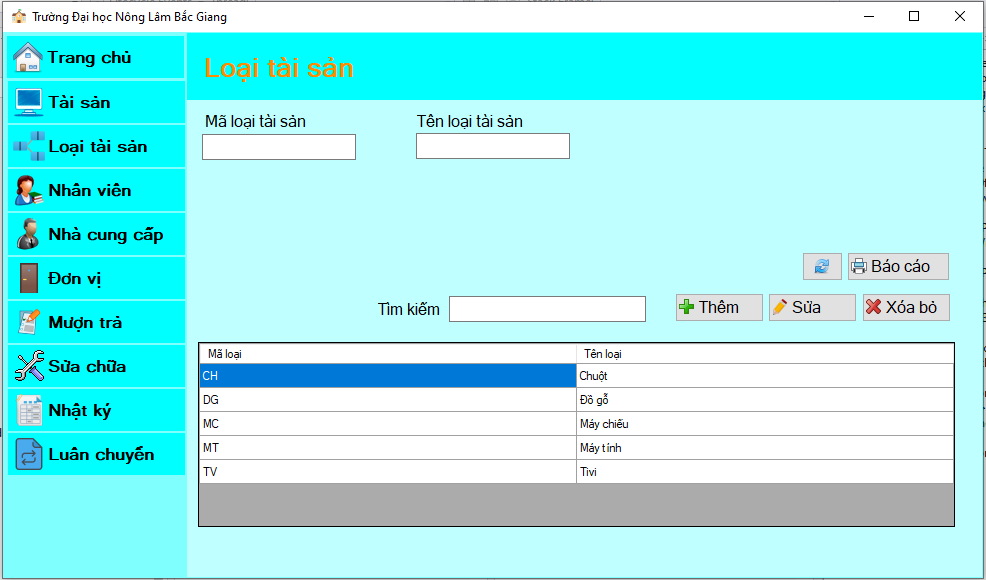 Trường Đại học Nông Lâm Bắc Giang
Trang chủ
Tài sản
Loại tài sản
Nhân viên
Nhà cung cấp
Đơn vị
Mượn trả
Sửa chữa
Nhật ký
Luân chuyển
Loại tài sản
Mã loại tài sản
Tên loại tài sản
Báo cáo
Tìm kiếm
Thêm
Sửa
Xóa bỏ
Mã loại Tên loại
CH Chuột
DG Đồ gỗ
MC Máy chiếu
MT Máy tính
TV Tivi